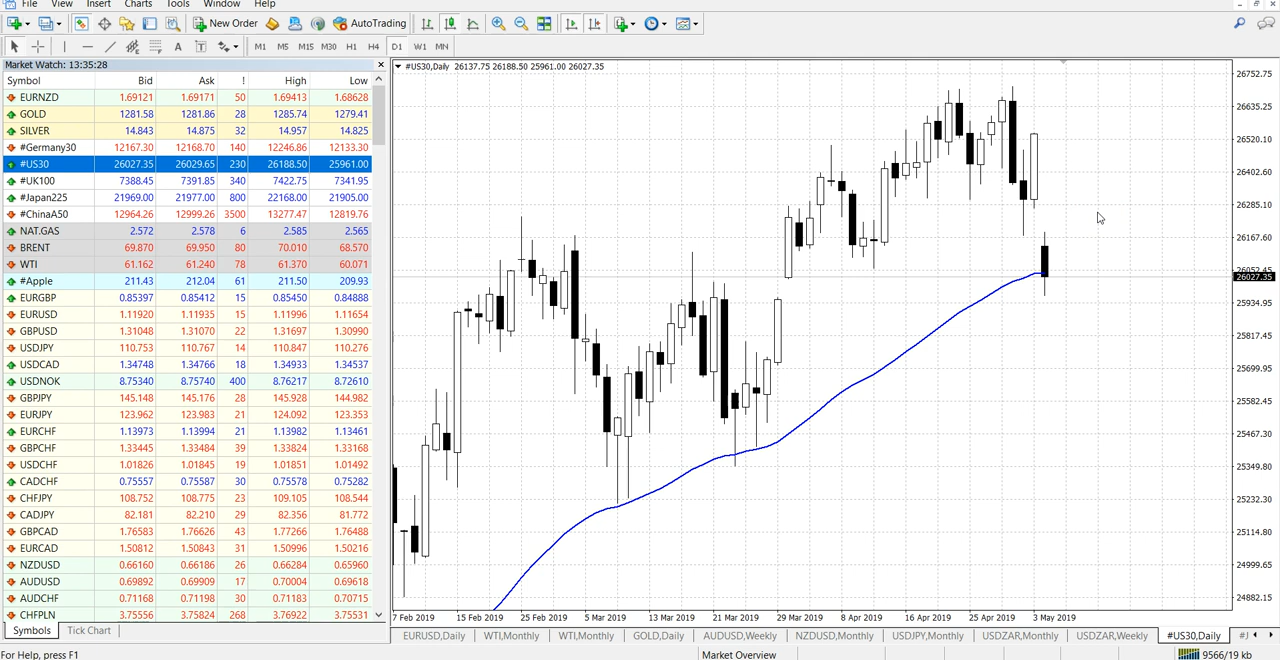 File View Insert Charts Tools Window Help
New Order AutoTrading
A T M1 M5 M15 M30 H1 H4 D1 W1 MN
Market Watch: 13:35:28
Symbol Bid Ask ! High Low
EURNZD 1.69121 1.69171 50 1.69413 1.68628
GOLD 1281.58 1281.86 28 1285.74 1279.41
SILVER 14.843 14.875 32 14.957 14.825
#Germany30 12167.30 12168.70 140 12246.86 12133.30
#US30 26027.35 26029.65 230 26188.50 25961.00
#UK100 7388.45 7391.85 340 7422.75 7341.95
#Japan225 21969.00 21977.00 800 22168.00 21905.00
#ChinaA50 12964.26 12999.26 3500 13277.47 12819.76
NAT.GAS 2.572 2.578 6 2.585 2.565
BRENT 69.870 69.950 80 70.010 68.570
WTI 61.162 61.240 78 61.370 60.071
#Apple 211.43 212.04 61 211.50 209.93
EURGBP 0.85397 0.85412 15 0.85450 0.84888
EURUSD 1.11920 1.11935 15 1.11996 1.11654
GBPUSD 1.31048 1.31070 22 1.31697 1.30990
USDJPY 110.753 110.767 14 110.847 110.276
USDCAD 1.34748 1.34766 18 1.34933 1.34537
USDNOK 8.75340 8.75740 400 8.76217 8.72610
GBPJPY 145.148 145.176 28 145.928 144.982
EURJPY 123.962 123.983 21 124.092 123.353
EURCHF 1.13973 1.13994 21 1.13982 1.13461
GBPCHF 1.33445 1.33484 39 1.33824 1.33168
USDCHF 1.01826 1.01845 19 1.01851 1.01492
CADCHF 0.75557 0.75587 30 0.75578 0.75282
CHFJPY 108.752 108.775 23 109.105 108.544
CADJPY 82.181 82.210 29 82.356 81.772
GBPCAD 1.76583 1.76626 43 1.77266 1.76488
EURCAD 1.50812 1.50843 31 1.50996 1.50216
NZDUSD 0.66160 0.66186 26 0.66284 0.65960
AUDUSD 0.69892 0.69909 17 0.70004 0.69618
AUDCHF 0.71168 0.71198 30 0.71183 0.70715
CHFPLN 3.75556 3.75824 268 3.76922 3.75531
Symbols Tick Chart
#US30,Daily 26137.75 26188.50 25961.00 26027.35
26752.75
26635.25
26520.10
26402.60
26285.10
26167.60
26052.45
26027.35
25934.95
25817.45
25699.95
25582.45
25467.30
25349.80
25232.30
25114.80
24999.65
24882.15
7 Feb 2019 15 Feb 2019 25 Feb 2019 5 Mar 2019 13 Mar 2019 21 Mar 2019 29 Mar 2019 8 Apr 2019 16 Apr 2019 25 Apr 2019 3 May 2019
EURUSD,Daily WTI,Monthly WTI,Monthly GOLD,Daily AUDUSD,Weekly NZDUSD,Monthly USDJPY,Monthly USDZAR,Monthly USDZAR,Weekly #US30,Daily
For Help, press F1 Market Overview 9566/19 kb